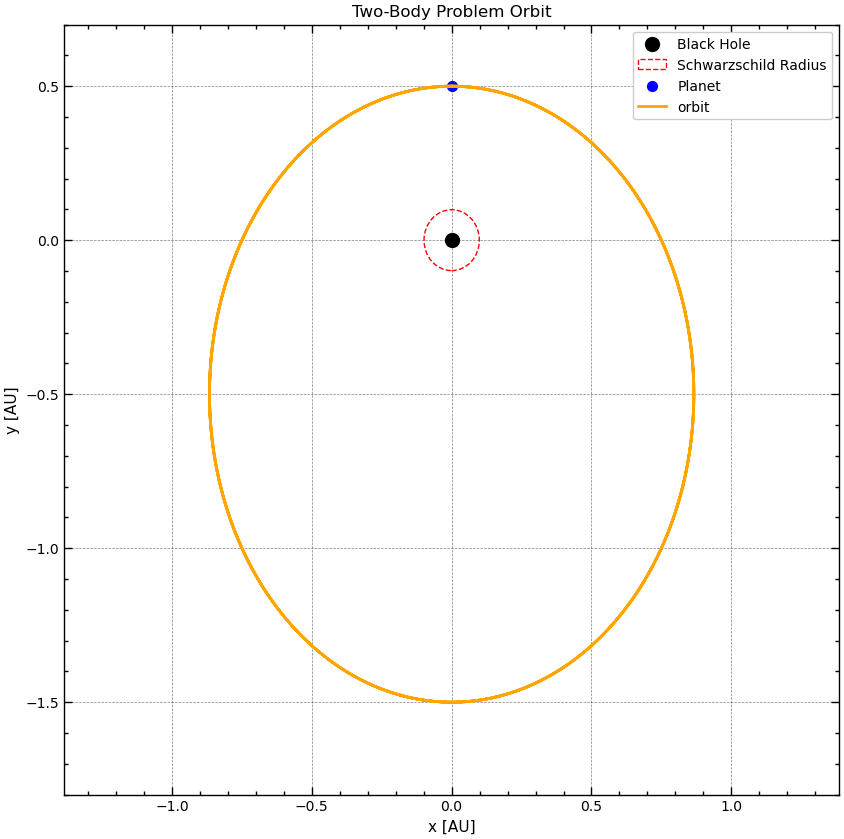 Two-Body Problem Orbit
Black Hole
Schwarzschild Radius
Planet
orbit
y [AU]
0.5
0.0
−0.5
−1.0
−1.5
−1.0
−0.5
0.0
0.5
1.0
x [AU]